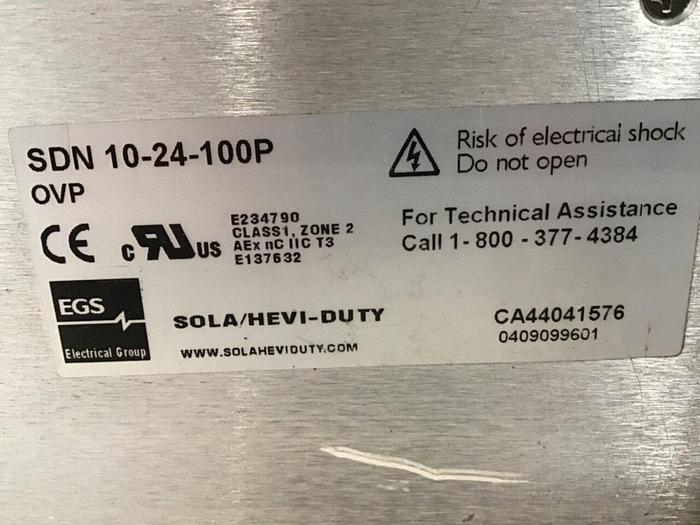 SDN 10-24-100P
OVP
Risk of electrical shock
Do not open
For Technical Assistance
Call 1-800-377-4384
CE
c RU US
E234790
CLASS1, ZONE 2
AEx nC IIC T3
E137632
EGS
Electrical Group
SOLA/HEVI-DUTY
WWW.SOLAHEVIDUTY.COM
CA44041576
0409099601